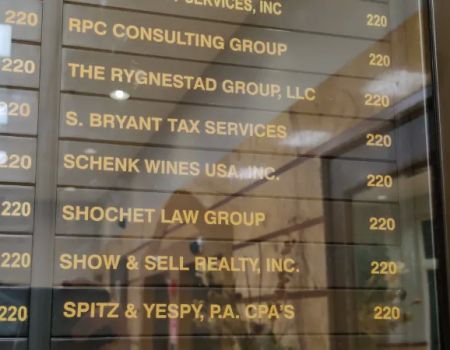 SERVICES, INC 220
220 RPC CONSULTING GROUP 220
220 THE RYGNESTAD GROUP, LLC 220
220 S. BRYANT TAX SERVICES 220
220 SCHENK WINES USA, INC. 220
220 SHOCHET LAW GROUP 220
220 SHOW & SELL REALTY, INC. 220
220 SPITZ & YESPY, P.A. CPA'S 220